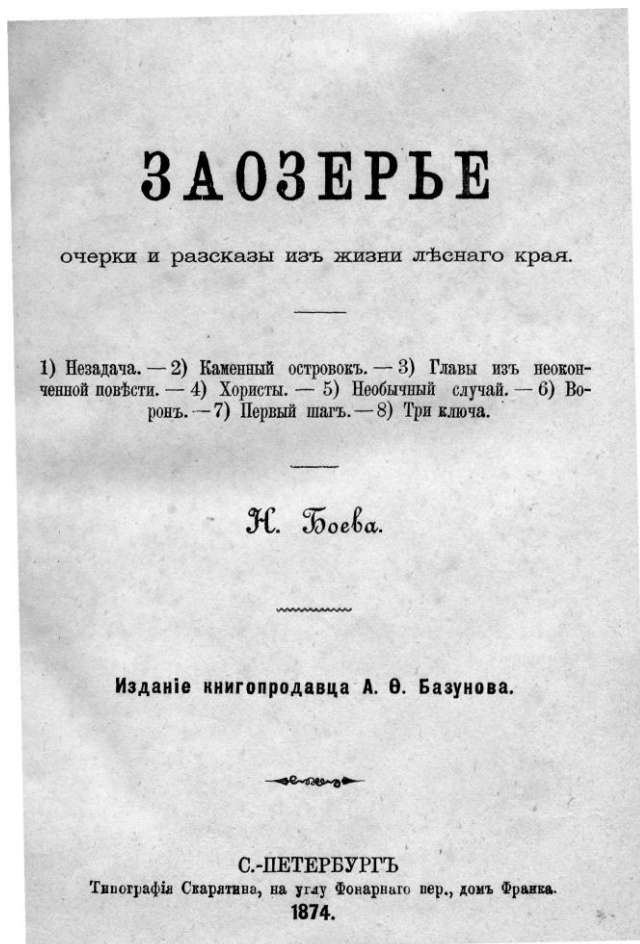 ЗАОЗЕРЬЕ
очерки и разсказы изъ жизни лѣснаго края.
1) Незадача. — 2) Каменный островокъ. — 3) Главы изъ неокон-
ченной повѣсти. — 4) Хористы. — 5) Необычный случай. — 6) Во-
ронъ. — 7) Первый шагъ. — 8) Три ключа.
Н. Боева.
Изданіе книгопродавца А. Ѳ. Базунова.
С.-ПЕТЕРБУРГЪ
Типографія Скарятина, на углу Фонарнаго пер., домъ Франка.
1874.